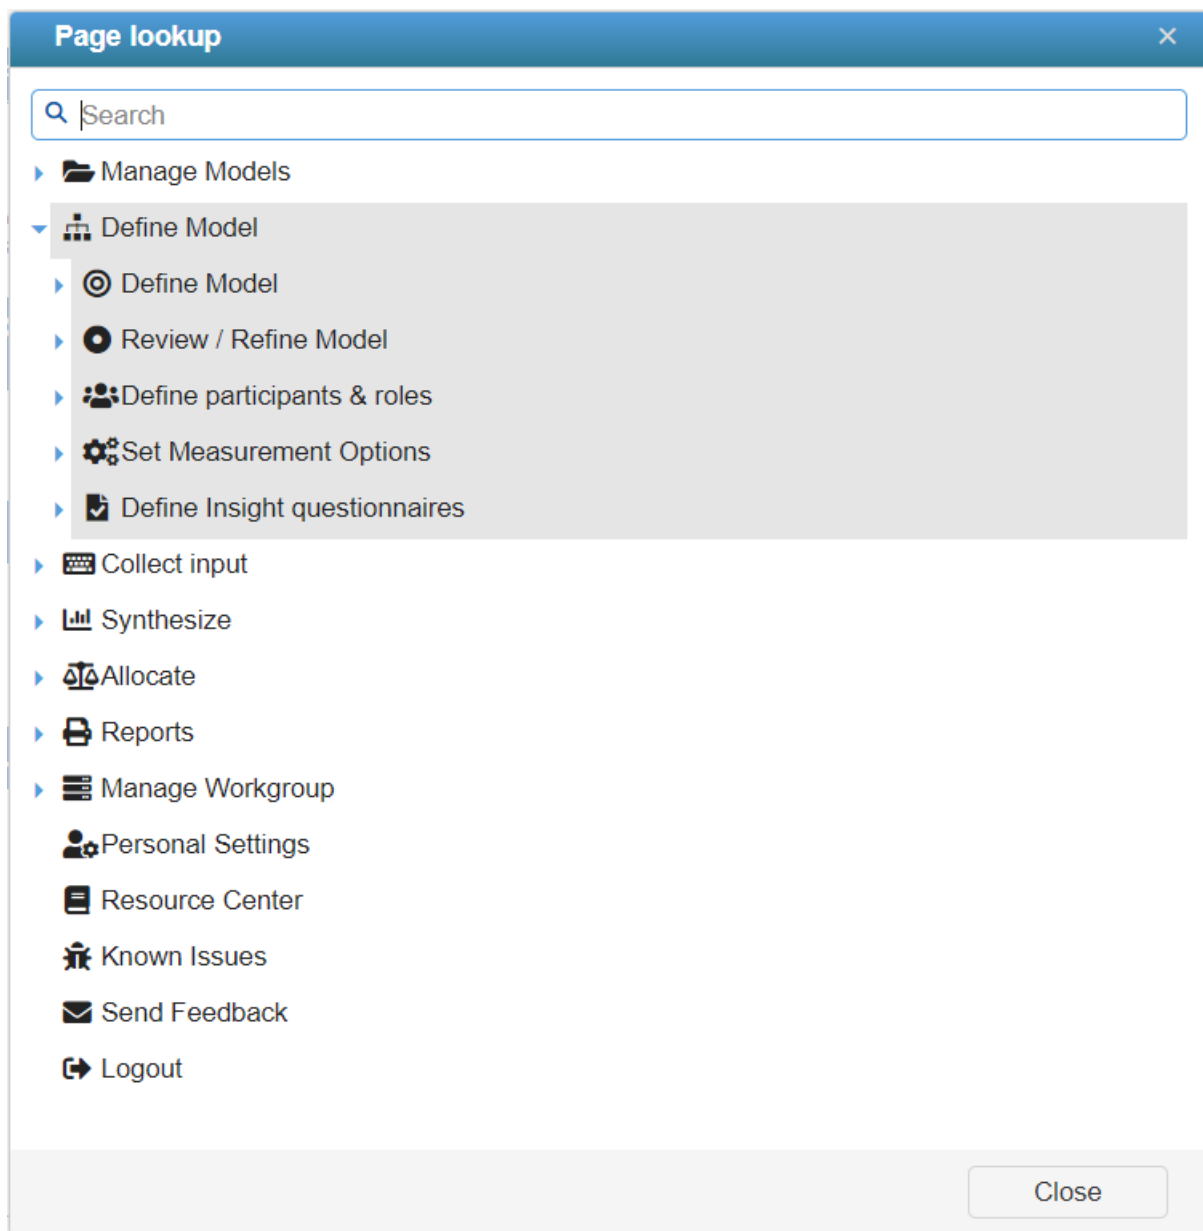 Page lookup
Search
Manage Models
Define Model
Define Model
Review / Refine Model
Define participants & roles
Set Measurement Options
Define Insight questionnaires
Collect input
Synthesize
Allocate
Reports
Manage Workgroup
Personal Settings
Resource Center
Known Issues
Send Feedback
Logout
Close